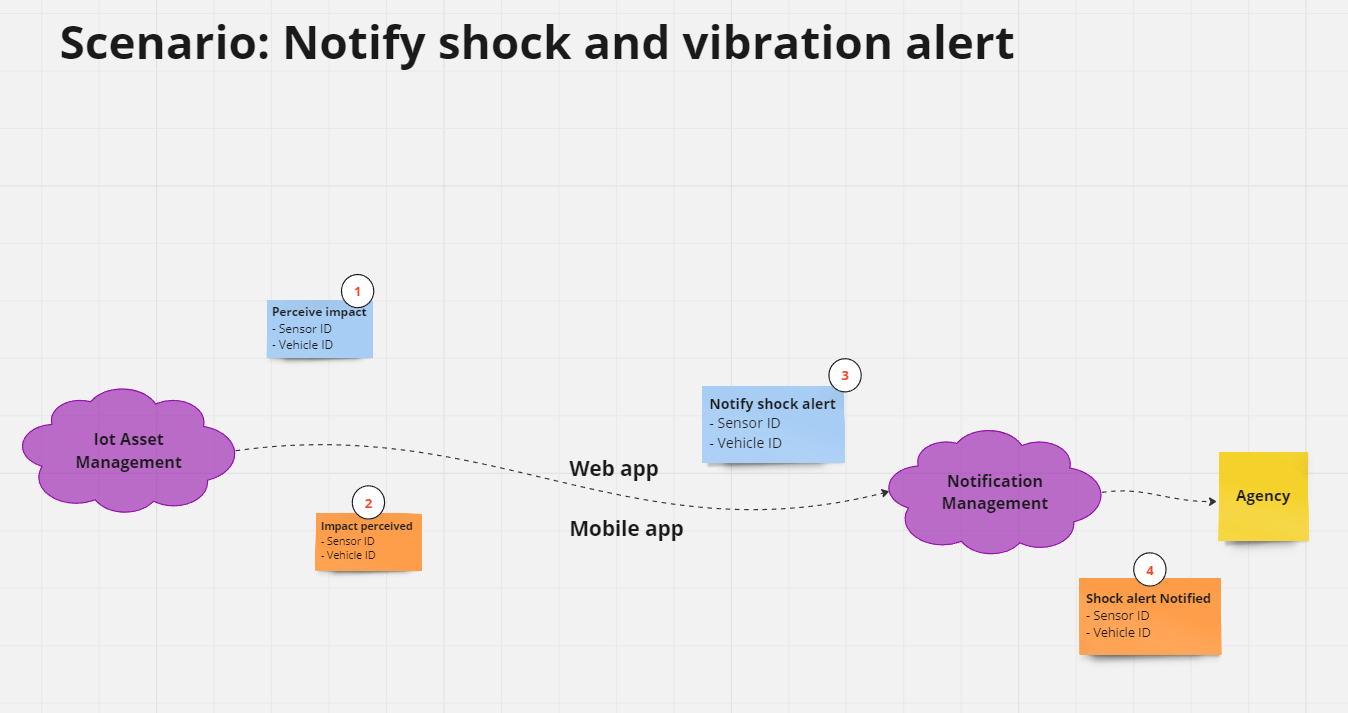 Scenario: Notify shock and vibration alert
1
Perceive impact
- Sensor ID
- Vehicle ID
Iot Asset
Management
2
Impact perceived
- Sensor ID
- Vehicle ID
Web app
Mobile app
3
Notify shock alert
- Sensor ID
- Vehicle ID
Notification
Management
Agency
4
Shock alert Notified
- Sensor ID
- Vehicle ID